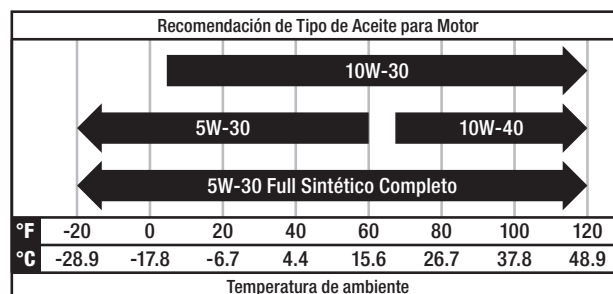 Recomendación de Tipo de Aceite para Motor
10W-30
5W-30 10W-40
5W-30 Full Sintético Completo
°F -20 0 20 40 60 80 100 120
°C -28.9 -17.8 -6.7 4.4 15.6 26.7 37.8 48.9
Temperatura de ambiente